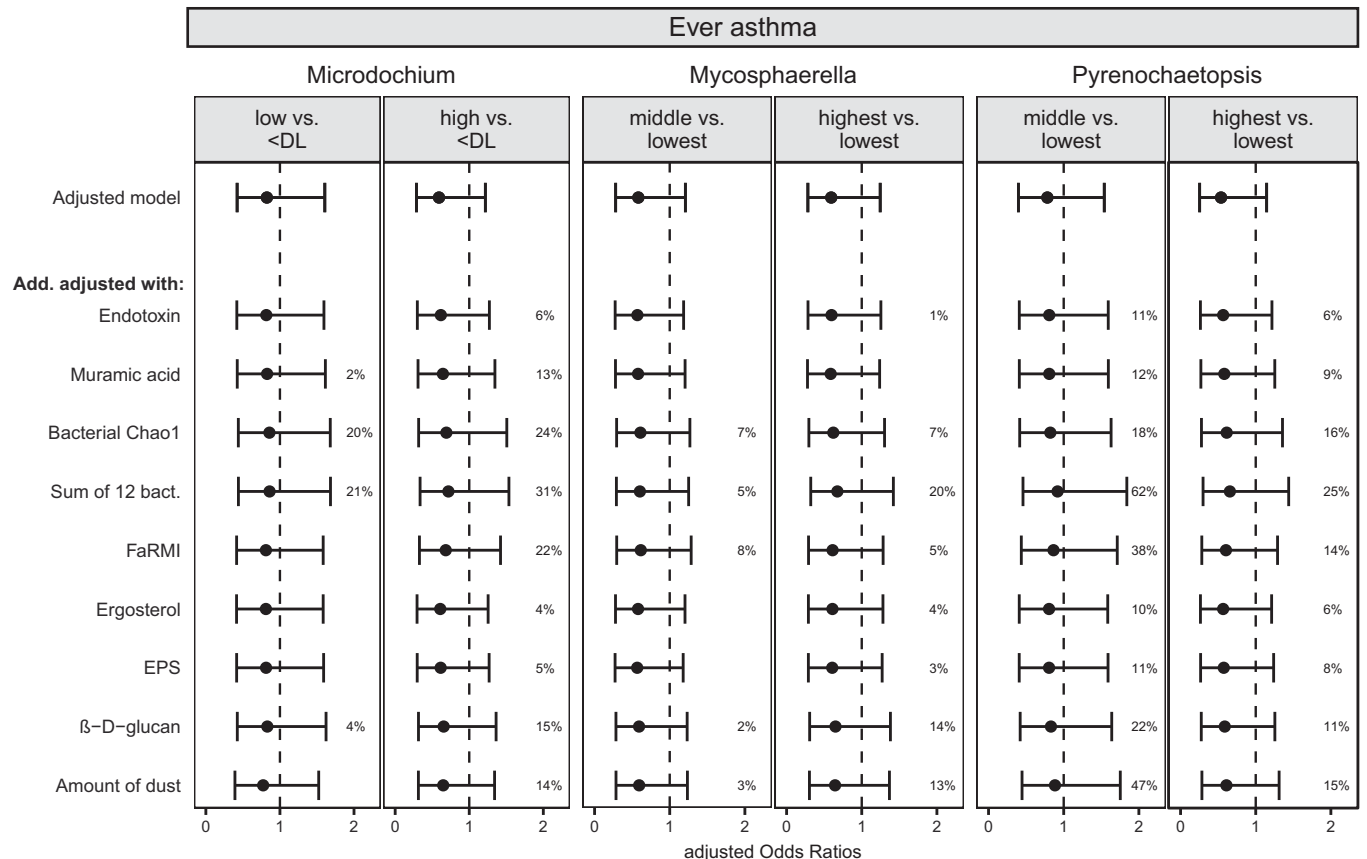 Ever asthma
Microdochium Mycosphaerella Pyrenochaetopsis
low vs. high vs. middle vs. highest vs. middle vs. highest vs.
<DL <DL lowest lowest lowest lowest
Adjusted model
Add. adjusted with:
Endotoxin 6% 1% 11% 6%
Muramic acid 2% 13% 12% 9%
Bacterial Chao1 20% 24% 7% 7% 18% 16%
Sum of 12 bact. 21% 31% 5% 20% 62% 25%
FaRMI 22% 8% 5% 38% 14%
Ergosterol 4% 4% 10% 6%
EPS 5% 3% 11% 8%
ß−D−glucan 4% 15% 2% 14% 22% 11%
Amount of dust 14% 3% 13% 47% 15%
0 1 2 0 1 2 0 1 2 0 1 2 0 1 2 0 1 2
adjusted Odds Ratios